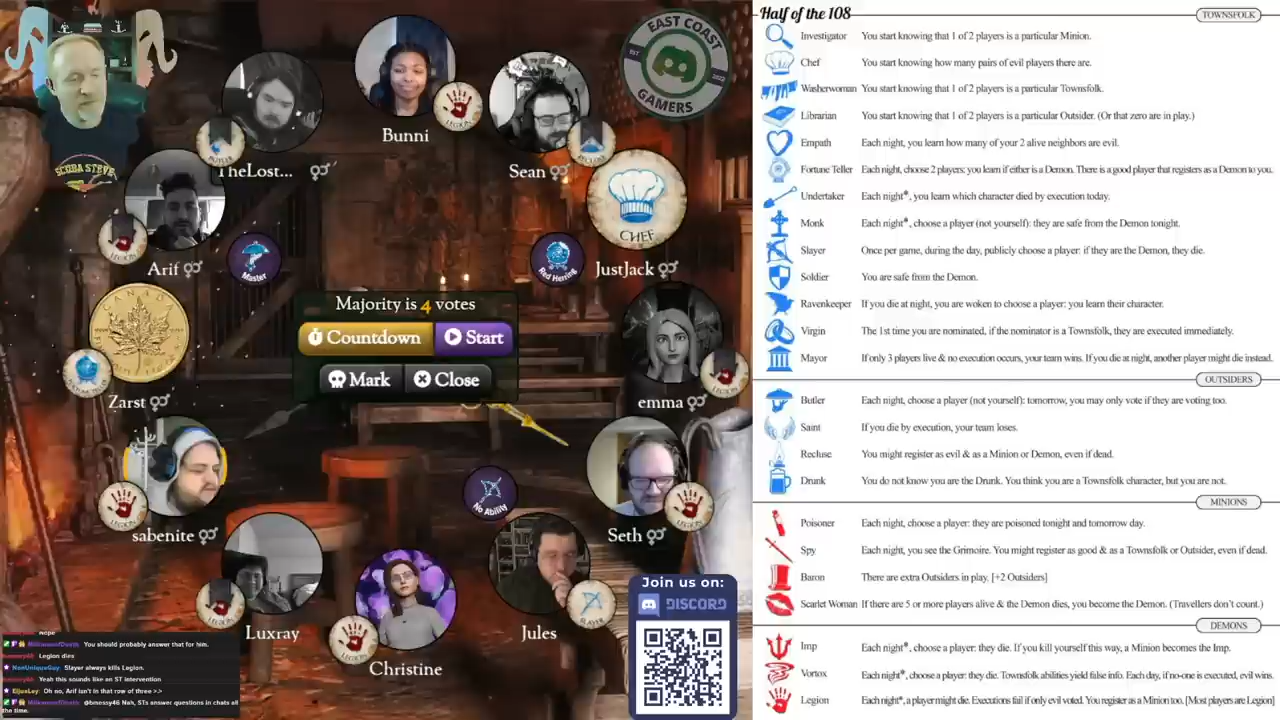 EAST COAST
EST
2022
GAMERS
SCUBA STEVE
TheLost...
BUTLER
Bunni
LEGION
Sean
CHEF
JustJack
Red Herring
Arif
LEGION
Master
Zarst
emma
LEGION
Majority is 4 votes
Countdown
Start
Mark
Close
sabenite
LEGION
Seth
LEGION
No Ability
Luxray
LEGION
Christine
LEGION
Jules
SLAYER
Join us on:
DISCORD
Nope
You should probably answer that for him.
Legion dies
NonUniqueGuy: Slayer always kills Legion.
Yeah this sounds like an ST intervention
EljusLey: Oh no, Arif isn't in that row of three >.>
@bmossy46 Nah, STs answer questions in chats all
the time.
Half of the 108
TOWNSFOLK
Investigator You start knowing that 1 of 2 players is a particular Minion.
Chef You start knowing how many pairs of evil players there are.
Washerwoman You start knowing that 1 of 2 players is a particular Townsfolk.
Librarian You start knowing that 1 of 2 players is a particular Outsider. (Or that zero are in play.)
Empath Each night, you learn how many of your 2 alive neighbors are evil.
Fortune Teller Each night, choose 2 players: you learn if either is a Demon. There is a good player that registers as a Demon to you.
Undertaker Each night*, you learn which character died by execution today.
Monk Each night*, choose a player (not yourself): they are safe from the Demon tonight.
Slayer Once per game, during the day, publicly choose a player: if they are the Demon, they die.
Soldier You are safe from the Demon.
Ravenkeeper If you die at night, you are woken to choose a player: you learn their character.
Virgin The 1st time you are nominated, if the nominator is a Townsfolk, they are executed immediately.
Mayor If only 3 players live & no execution occurs, your team wins. If you die at night, another player might die instead.
OUTSIDERS
Butler Each night, choose a player (not yourself): tomorrow, you may only vote if they are voting too.
Saint If you die by execution, your team loses.
Recluse You might register as evil & as a Minion or Demon, even if dead.
Drunk You do not know you are the Drunk. You think you are a Townsfolk character, but you are not.
MINIONS
Poisoner Each night, choose a player: they are poisoned tonight and tomorrow day.
Spy Each night, you see the Grimoire. You might register as good & as a Townsfolk or Outsider, even if dead.
Baron There are extra Outsiders in play. [+2 Outsiders]
Scarlet Woman If there are 5 or more players alive & the Demon dies, you become the Demon. (Travellers don't count.)
DEMONS
Imp Each night*, choose a player: they die. If you kill yourself this way, a Minion becomes the Imp.
Vortox Each night*, choose a player: they die. Townsfolk abilities yield false info. Each day, if no-one is executed, evil wins.
Legion Each night*, a player might die. Executions fail if only evil voted. You register as a Minion too. [Most players are Legion]